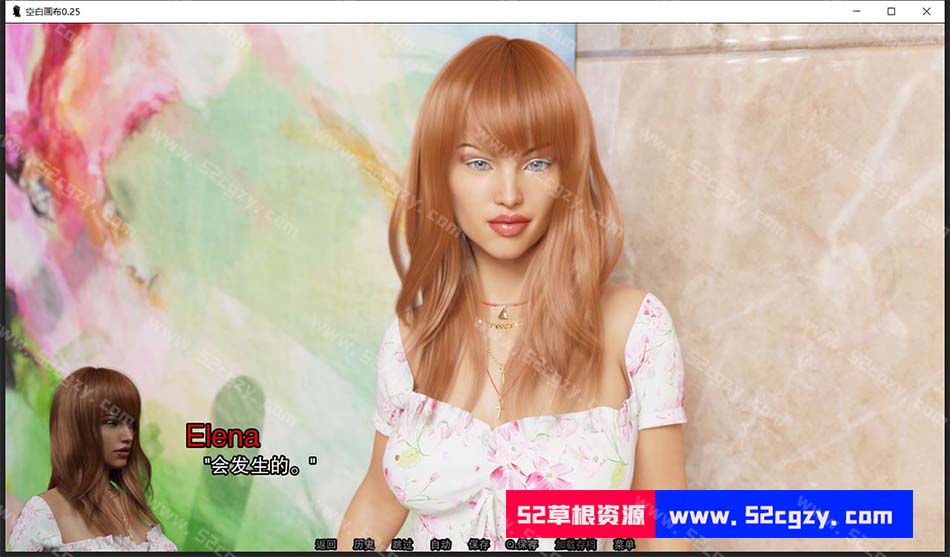 空白画布0.25
Elena
"会发生的。"
52草根资源 www.52cgzy.com
返回 历史 跳过 自动 保存 Q.保存 加载存档 菜单
www.52cgzy.com